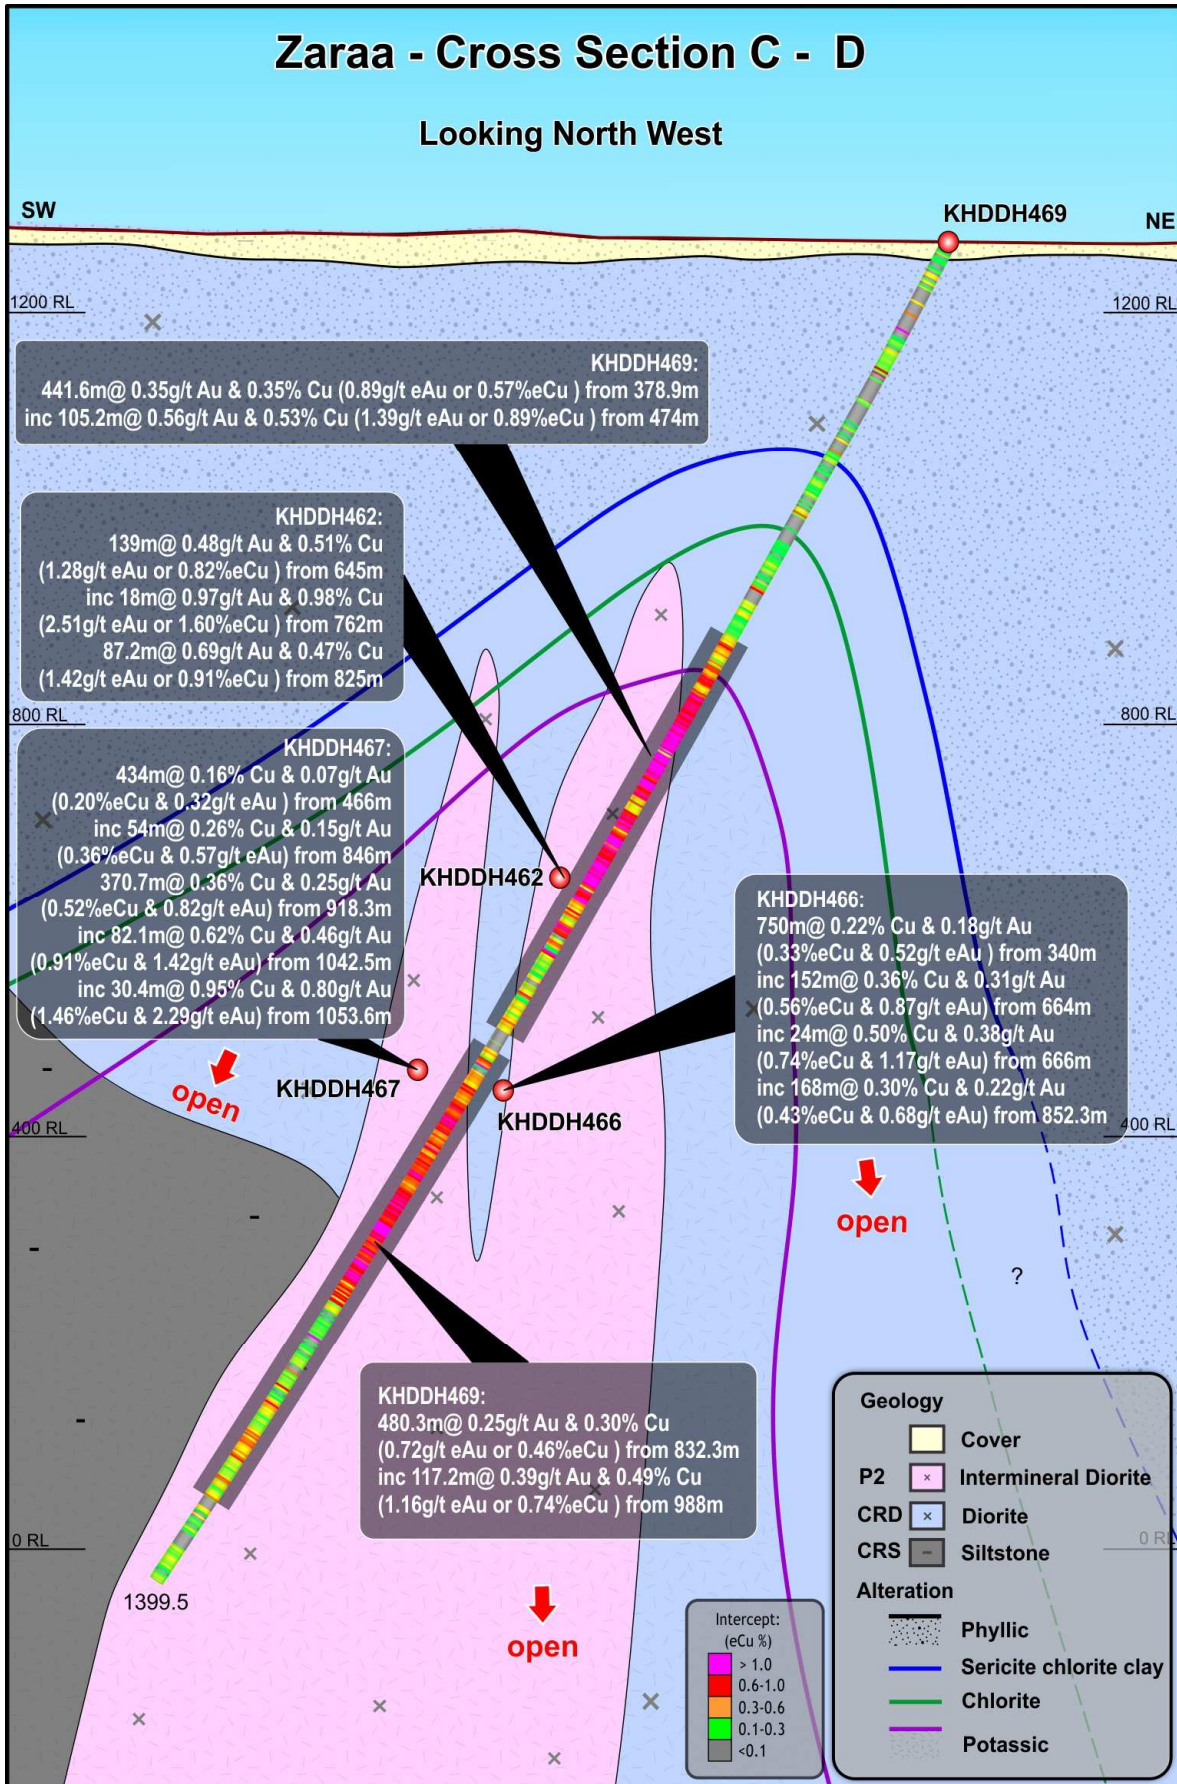 Zaraa - Cross Section C - D
Looking North West
SW
KHDDH469
NE
1200 RL
1200 RL
KHDDH469:
441.6m@ 0.35g/t Au & 0.35% Cu (0.89g/t eAu or 0.57%eCu ) from 378.9m
inc 105.2m@ 0.56g/t Au & 0.53% Cu (1.39g/t eAu or 0.89%eCu ) from 474m
KHDDH462:
139m@ 0.48g/t Au & 0.51% Cu
(1.28g/t eAu or 0.82%eCu ) from 645m
inc 18m@ 0.97g/t Au & 0.98% Cu
(2.51g/t eAu or 1.60%eCu ) from 762m
87.2m@ 0.69g/t Au & 0.47% Cu
(1.42g/t eAu or 0.91%eCu ) from 825m
800 RL
800 RL
KHDDH467:
434m@ 0.16% Cu & 0.07g/t Au
(0.20%eCu & 0.32g/t eAu ) from 466m
inc 54m@ 0.26% Cu & 0.15g/t Au
(0.36%eCu & 0.57g/t eAu) from 846m
370.7m@ 0.36% Cu & 0.25g/t Au
(0.52%eCu & 0.82g/t eAu) from 918.3m
inc 82.1m@ 0.62% Cu & 0.46g/t Au
(0.91%eCu & 1.42g/t eAu) from 1042.5m
inc 30.4m@ 0.95% Cu & 0.80g/t Au
(1.46%eCu & 2.29g/t eAu) from 1053.6m
KHDDH462
KHDDH466:
750m@ 0.22% Cu & 0.18g/t Au
(0.33%eCu & 0.52g/t eAu ) from 340m
inc 152m@ 0.36% Cu & 0.31g/t Au
(0.56%eCu & 0.87g/t eAu) from 664m
inc 24m@ 0.50% Cu & 0.38g/t Au
(0.74%eCu & 1.17g/t eAu) from 666m
inc 168m@ 0.30% Cu & 0.22g/t Au
(0.43%eCu & 0.68g/t eAu) from 852.3m
open
KHDDH467
KHDDH466
400 RL
400 RL
open
?
KHDDH469:
480.3m@ 0.25g/t Au & 0.30% Cu
(0.72g/t eAu or 0.46%eCu ) from 832.3m
inc 117.2m@ 0.39g/t Au & 0.49% Cu
(1.16g/t eAu or 0.74%eCu ) from 988m
0 RL
0 RL
1399.5
open
Intercept:
(eCu %)
> 1.0
0.6-1.0
0.3-0.6
0.1-0.3
<0.1
Geology
Cover
P2 Intermineral Diorite
CRD Diorite
CRS Siltstone
Alteration
Phyllic
Sericite chlorite clay
Chlorite
Potassic